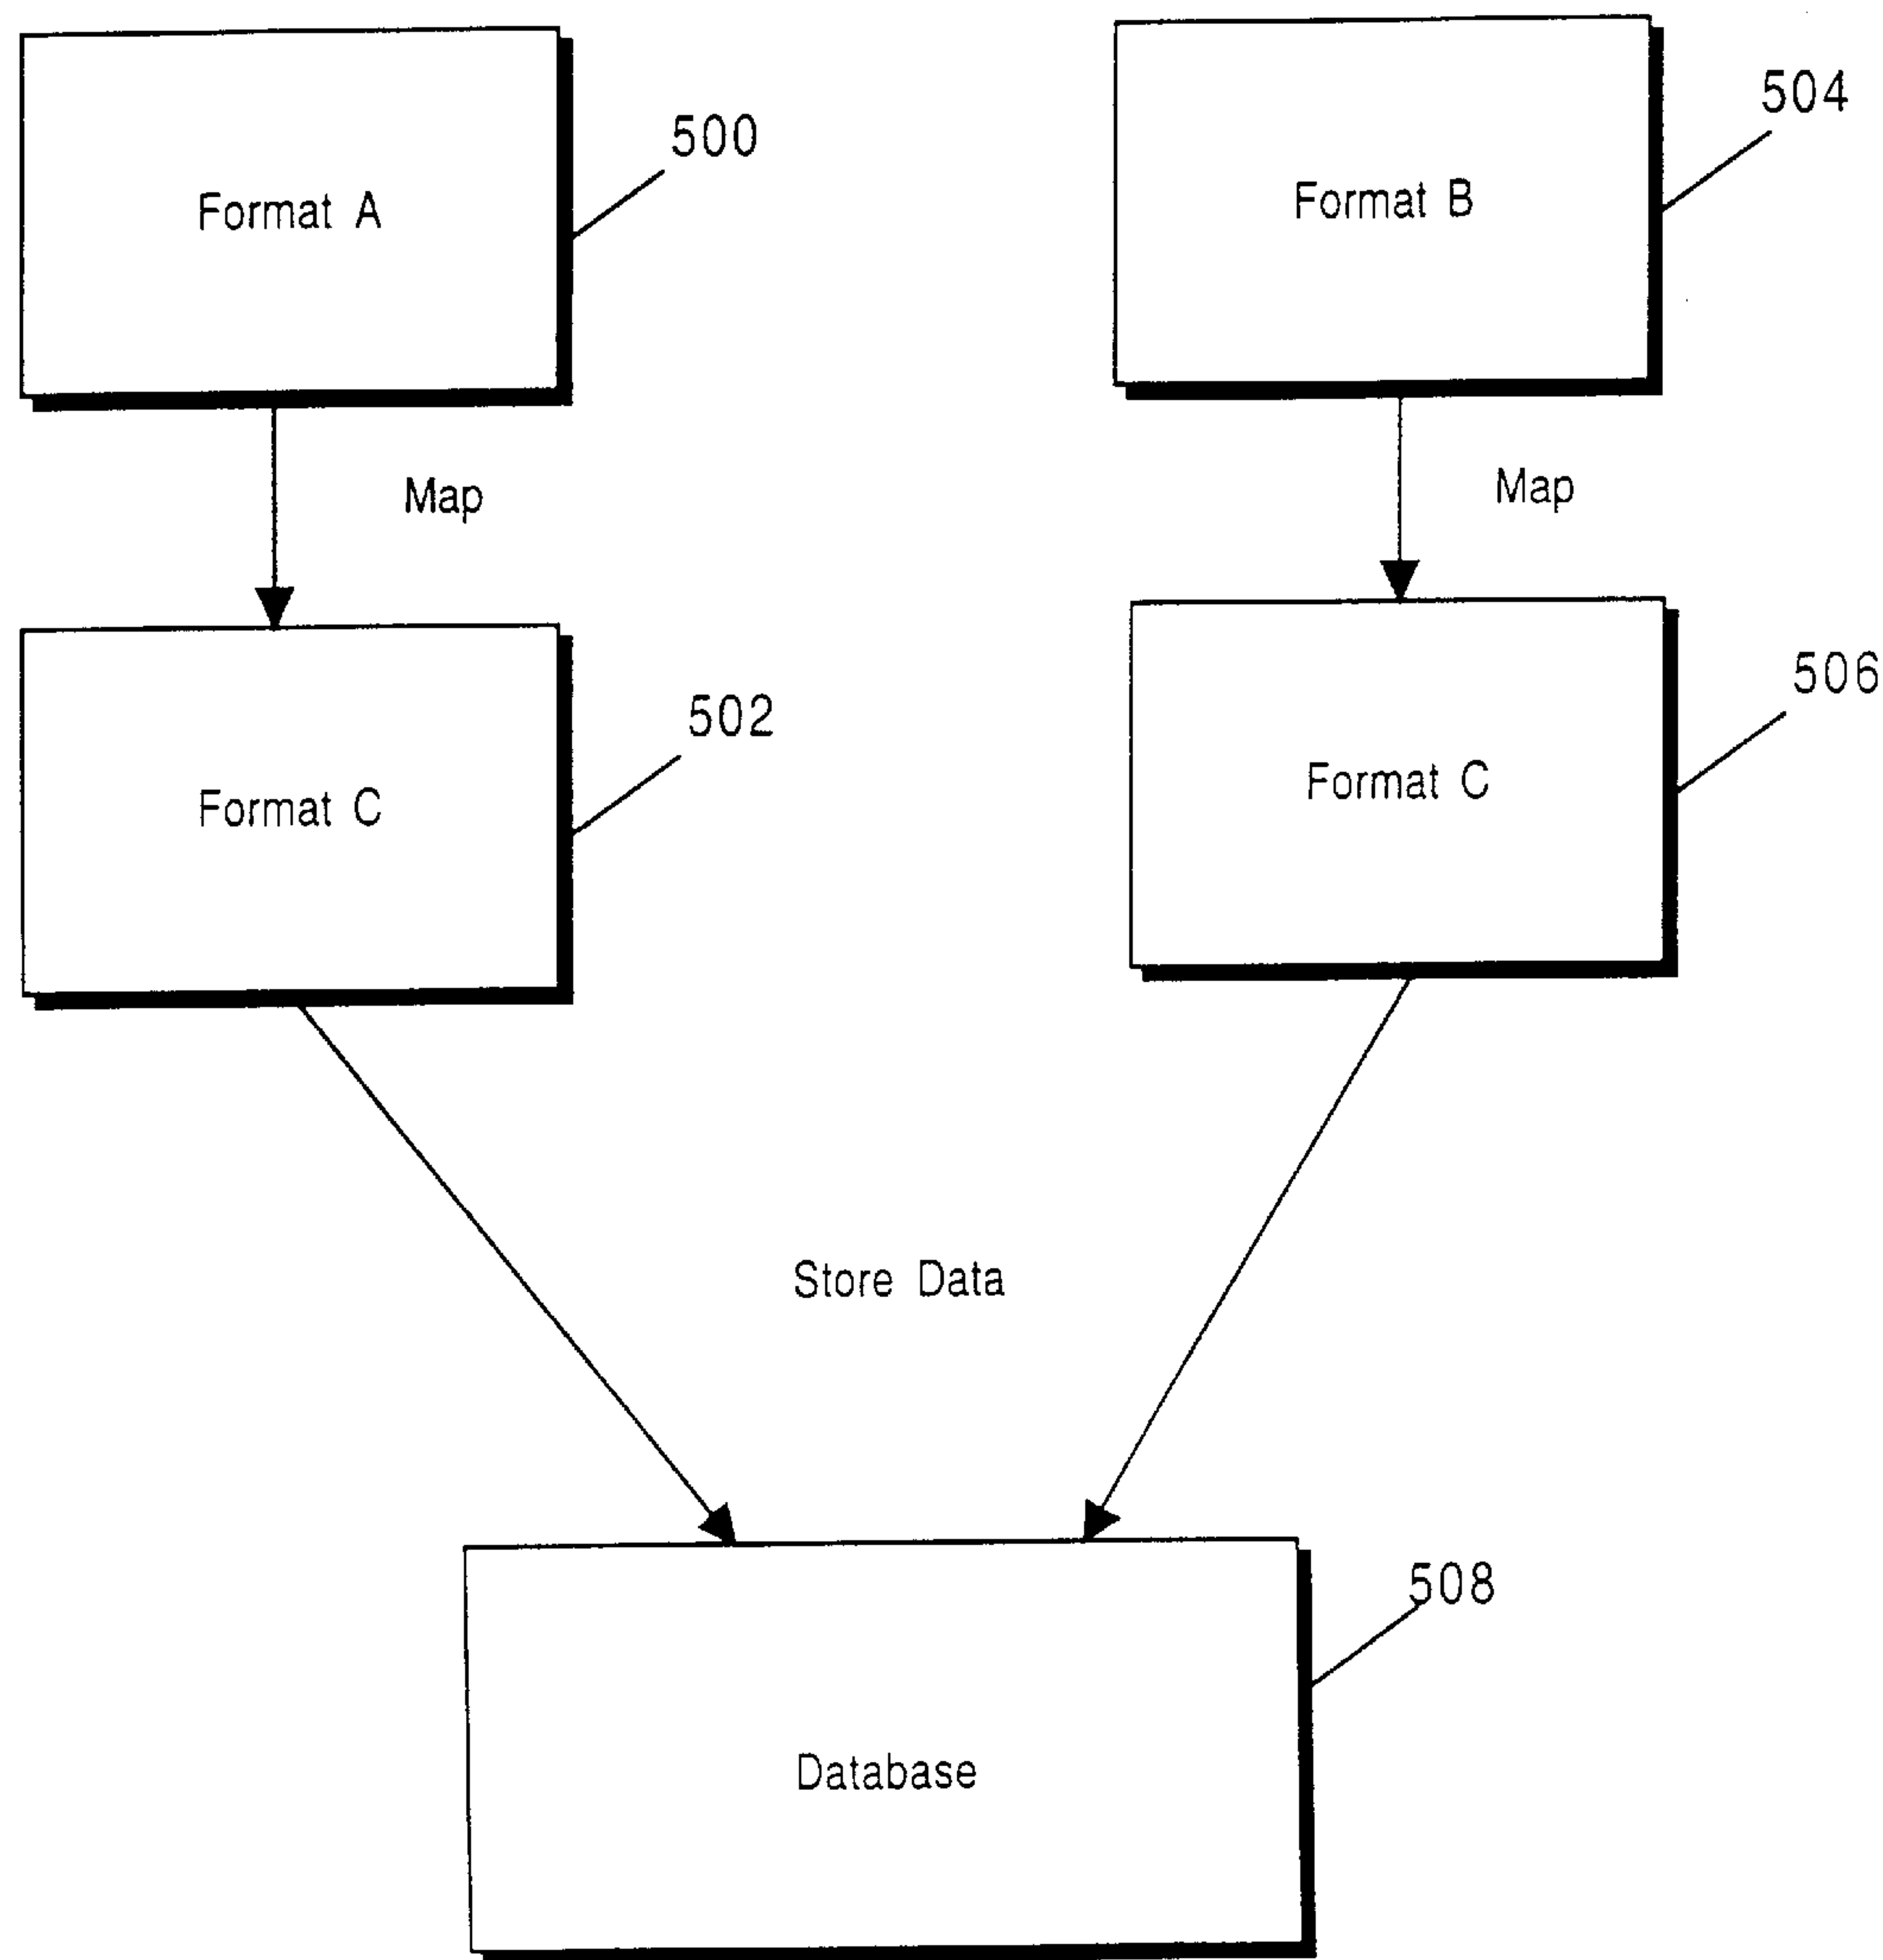 Format A
500
Format B
504
Map
Map
Format C
502
Format C
506
Store Data
Database
508